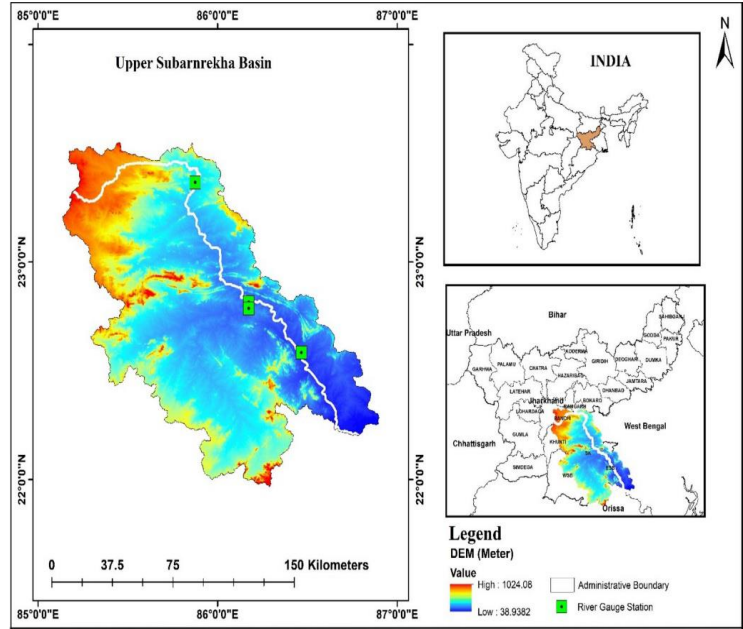 85°0'0"E
86°0'0"E
87°0'0"E
Upper Subarnrekha Basin
23°0'0"N
22°0'0"N
0 37.5 75 150 Kilometers
85°0'0"E
86°0'0"E
87°0'0"E
N
INDIA
23°0'0"N
22°0'0"N
Bihar
Uttar Pradesh
SAHIBGANJ
GODDA
PAKUR
KODERMA
GIRIDIH
DEOGHAR
DUMKA
GARHWA
PALAMU
CHATRA
HAZARIBAG
JAMTARA
DHANBAD
LATEHAR
BOKARO
Jharkhand
RAMGARH
LOHARDAGA
RANCHI
West Bengal
Chhattisgarh
GUMLA
KHUNTI
SIMDEGA
Orissa
Legend
DEM (Meter)
Value
High : 1024.08
Low : 38.9382
Administrative Boundary
River Gauge Station